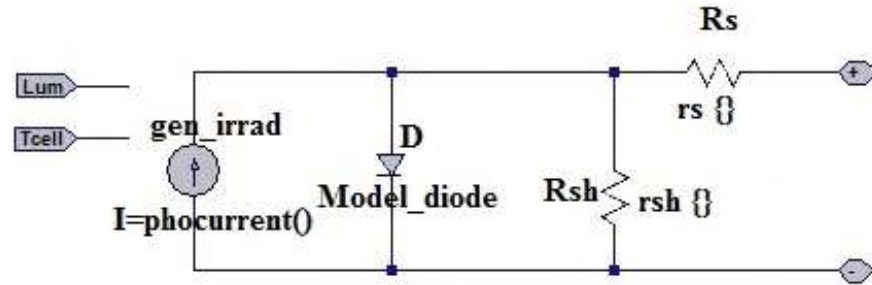 Rs
Lum
+
rs {}
Tcell
gen_irrad
D
Rsh
rsh {}
Model_diode
I=phocurrent()
-